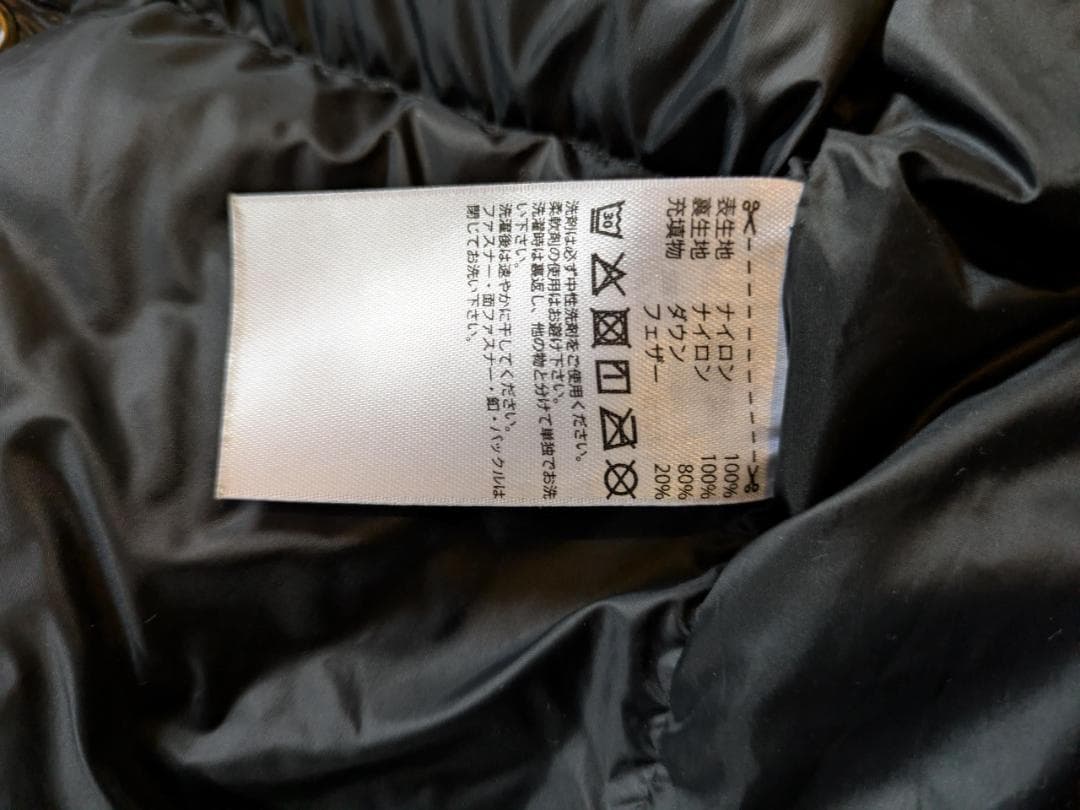 表生地 ナイロン 100%
裏生地 ナイロン 100%
充填物 ダウン 80%
フェザー 20%
30
洗剤は必ず中性洗剤をご使用ください。
柔軟剤の使用はお避け下さい。
洗濯時は裏返し、他の物と分けて単独でお洗
い下さい。
洗濯後は速やかに干してください。
ファスナー・面ファスナー・釦・バックルは
閉じてお洗い下さい。